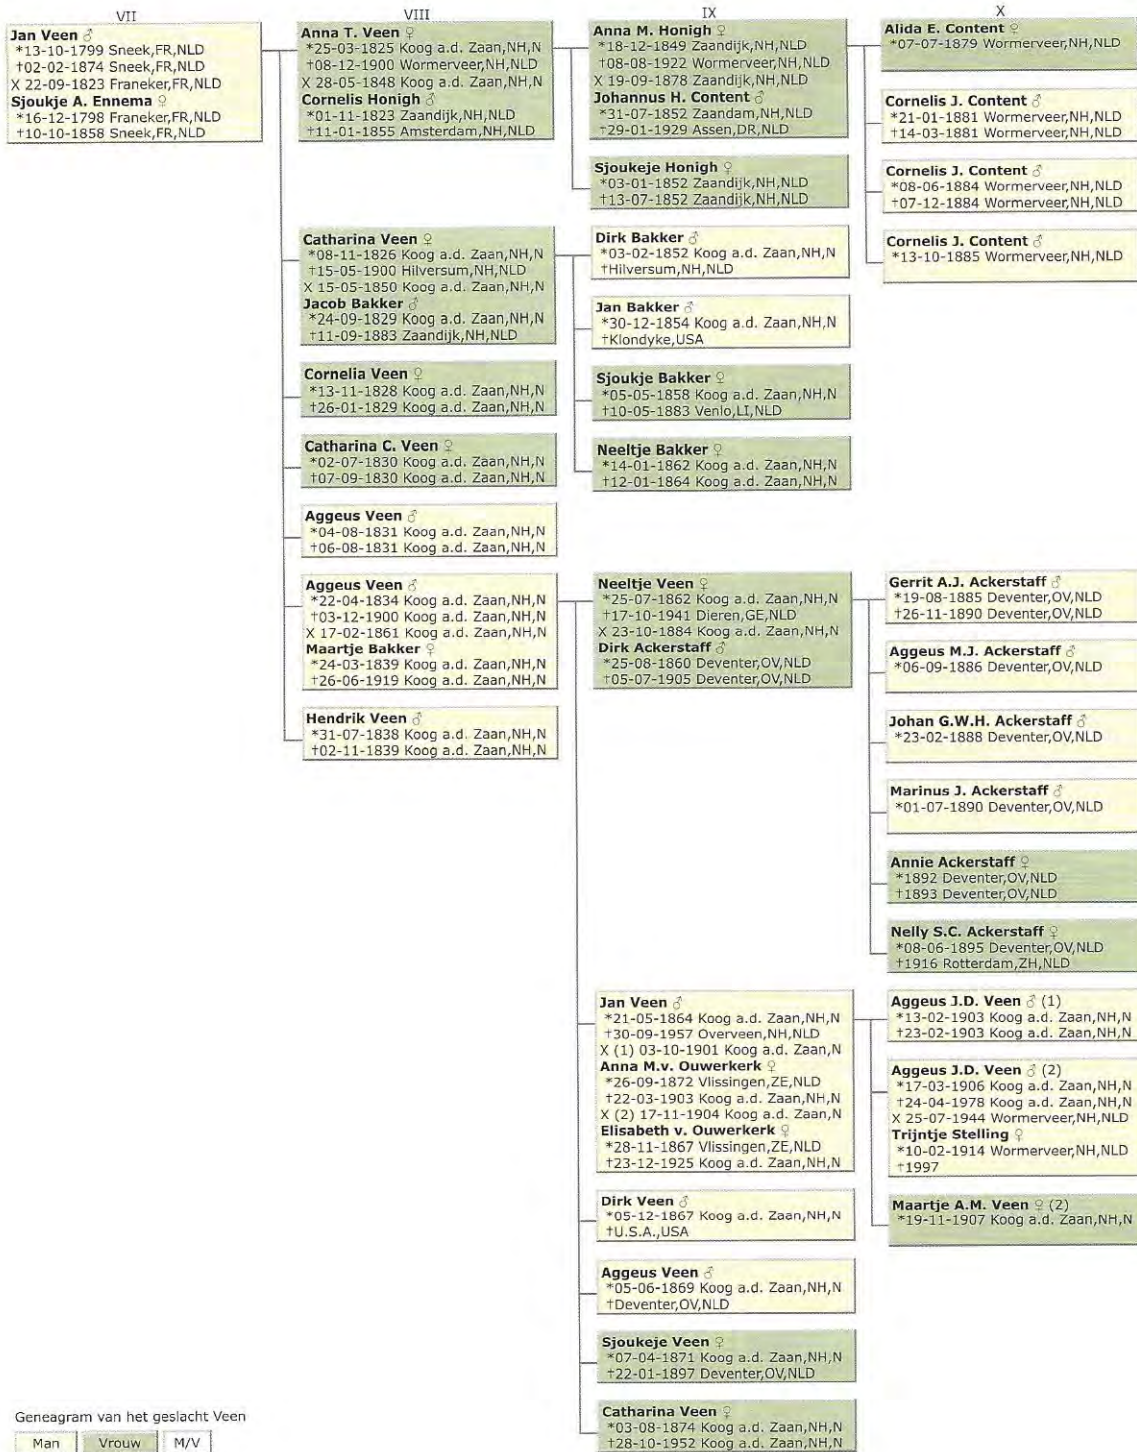 VII
Jan Veen ♂
*13-10-1799 Sneek,FR,NLD
†02-02-1874 Sneek,FR,NLD
X 22-09-1823 Franeker,FR,NLD
Sjoukje A. Ennema ♀
*16-12-1798 Franeker,FR,NLD
†10-10-1858 Sneek,FR,NLD
VIII
Anna T. Veen ♀
*25-03-1825 Koog a.d. Zaan,NH,N
†08-12-1900 Wormerveer,NH,NLD
X 28-05-1848 Koog a.d. Zaan,NH,N
Cornelis Honigh ♂
*01-11-1823 Zaandijk,NH,NLD
†11-01-1855 Amsterdam,NH,NLD
Catharina Veen ♀
*08-11-1826 Koog a.d. Zaan,NH,N
†15-05-1900 Hilversum,NH,NLD
X 15-05-1850 Koog a.d. Zaan,NH,N
Jacob Bakker ♂
*24-09-1829 Koog a.d. Zaan,NH,N
†11-09-1883 Zaandijk,NH,NLD
Cornelia Veen ♀
*13-11-1828 Koog a.d. Zaan,NH,N
†26-01-1829 Koog a.d. Zaan,NH,N
Catharina C. Veen ♀
*02-07-1830 Koog a.d. Zaan,NH,N
†07-09-1830 Koog a.d. Zaan,NH,N
Aggeus Veen ♂
*04-08-1831 Koog a.d. Zaan,NH,N
†06-08-1831 Koog a.d. Zaan,NH,N
Aggeus Veen ♂
*22-04-1834 Koog a.d. Zaan,NH,N
†03-12-1900 Koog a.d. Zaan,NH,N
X 17-02-1861 Koog a.d. Zaan,NH,N
Maartje Bakker ♀
*24-03-1839 Koog a.d. Zaan,NH,N
†26-06-1919 Koog a.d. Zaan,NH,N
Hendrik Veen ♂
*31-07-1838 Koog a.d. Zaan,NH,N
†02-11-1839 Koog a.d. Zaan,NH,N
IX
Anna M. Honigh ♀
*18-12-1849 Zaandijk,NH,NLD
†08-08-1922 Wormerveer,NH,NLD
X 19-09-1878 Zaandijk,NH,NLD
Johannus H. Content ♂
*31-07-1852 Zaandam,NH,NLD
†29-01-1929 Assen,DR,NLD
Sjoukeje Honigh ♀
*03-01-1852 Zaandijk,NH,NLD
†13-07-1852 Zaandijk,NH,NLD
Dirk Bakker ♂
*03-02-1852 Koog a.d. Zaan,NH,N
†Hilversum,NH,NLD
Jan Bakker ♂
*30-12-1854 Koog a.d. Zaan,NH,N
†Klondyke,USA
Sjoukje Bakker ♀
*05-05-1858 Koog a.d. Zaan,NH,N
†10-05-1883 Venlo,LI,NLD
Neeltje Bakker ♀
*14-01-1862 Koog a.d. Zaan,NH,N
†12-01-1864 Koog a.d. Zaan,NH,N
Neeltje Veen ♀
*25-07-1862 Koog a.d. Zaan,NH,N
†17-10-1941 Dieren,GE,NLD
X 23-10-1884 Koog a.d. Zaan,NH,N
Dirk Ackerstaff ♂
*25-08-1860 Deventer,OV,NLD
†05-07-1905 Deventer,OV,NLD
Jan Veen ♂
*21-05-1864 Koog a.d. Zaan,NH,N
†30-09-1957 Overveen,NH,NLD
X (1) 03-10-1901 Koog a.d. Zaan,N
Anna M.v. Ouwerkerk ♀
*26-09-1872 Vlissingen,ZE,NLD
†22-03-1903 Koog a.d. Zaan,NH,N
X (2) 17-11-1904 Koog a.d. Zaan,N
Elisabeth v. Ouwerkerk ♀
*28-11-1867 Vlissingen,ZE,NLD
†23-12-1925 Koog a.d. Zaan,NH,N
Dirk Veen ♂
*05-12-1867 Koog a.d. Zaan,NH,N
†U.S.A.,USA
Aggeus Veen ♂
*05-06-1869 Koog a.d. Zaan,NH,N
†Deventer,OV,NLD
Sjoukeje Veen ♀
*07-04-1871 Koog a.d. Zaan,NH,N
†22-01-1897 Deventer,OV,NLD
Catharina Veen ♀
*03-08-1874 Koog a.d. Zaan,NH,N
†28-10-1952 Koog a.d. Zaan,NH,N
X
Alida E. Content ♀
*07-07-1879 Wormerveer,NH,NLD
Cornelis J. Content ♂
*21-01-1881 Wormerveer,NH,NLD
†14-03-1881 Wormerveer,NH,NLD
Cornelis J. Content ♂
*08-06-1884 Wormerveer,NH,NLD
†07-12-1884 Wormerveer,NH,NLD
Cornelis J. Content ♂
*13-10-1885 Wormerveer,NH,NLD
Gerrit A.J. Ackerstaff ♂
*19-08-1885 Deventer,OV,NLD
†26-11-1890 Deventer,OV,NLD
Aggeus M.J. Ackerstaff ♂
*06-09-1886 Deventer,OV,NLD
Johan G.W.H. Ackerstaff ♂
*23-02-1888 Deventer,OV,NLD
Marinus J. Ackerstaff ♂
*01-07-1890 Deventer,OV,NLD
Annie Ackerstaff ♀
*1892 Deventer,OV,NLD
†1893 Deventer,OV,NLD
Nelly S.C. Ackerstaff ♀
*08-06-1895 Deventer,OV,NLD
†1916 Rotterdam,ZH,NLD
Aggeus J.D. Veen ♂ (1)
*13-02-1903 Koog a.d. Zaan,NH,N
†23-02-1903 Koog a.d. Zaan,NH,N
Aggeus J.D. Veen ♂ (2)
*17-03-1906 Koog a.d. Zaan,NH,N
†24-04-1978 Koog a.d. Zaan,NH,N
X 25-07-1944 Wormerveer,NH,NLD
Trijntje Stelling ♀
*10-02-1914 Wormerveer,NH,NLD
†1997
Maartje A.M. Veen ♀ (2)
*19-11-1907 Koog a.d. Zaan,NH,N
Geneagram van het geslacht Veen
Man Vrouw M/V